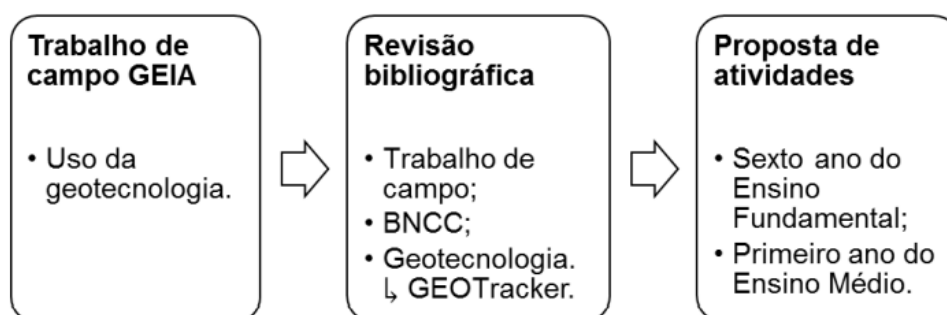 Trabalho de
campo GEIA
• Uso da
geotecnologia.
Revisão
bibliográfica
• Trabalho de
campo;
• BNCC;
• Geotecnologia.
↳ GEOTracker.
Proposta de
atividades
• Sexto ano do
Ensino
Fundamental;
• Primeiro ano do
Ensino Médio.